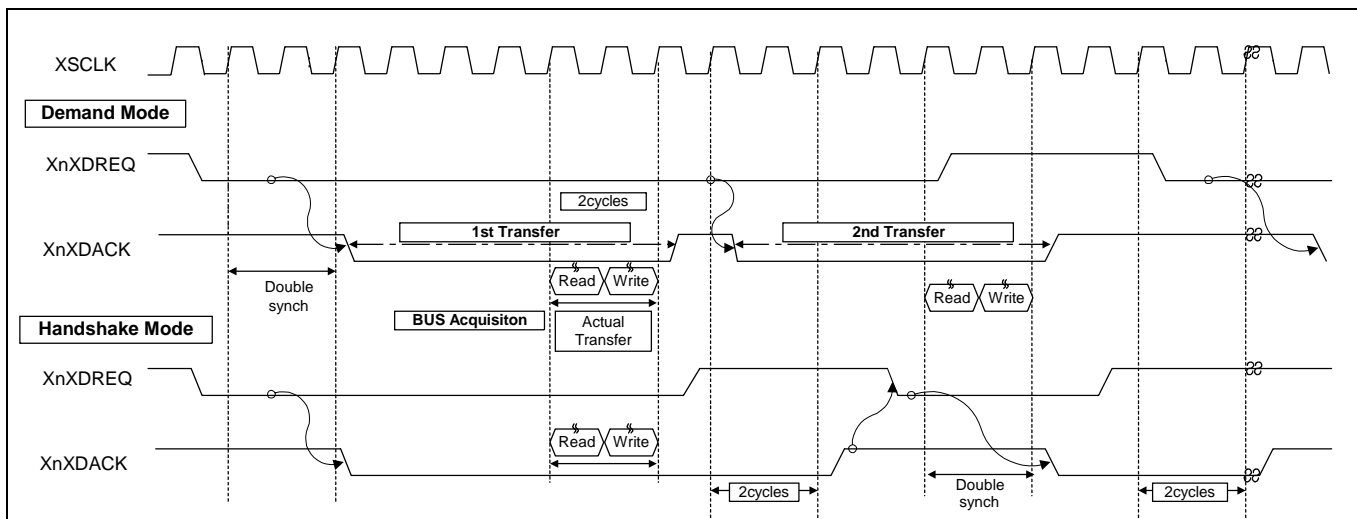 XSCLK
Demand Mode
XnXDREQ
2cycles
XnXDACK
1st Transfer
2nd Transfer
Double
synch
Read Write
Read Write
BUS Acquisiton
Actual
Transfer
Handshake Mode
XnXDREQ
XnXDACK
Read Write
2cycles
Double
synch
2cycles